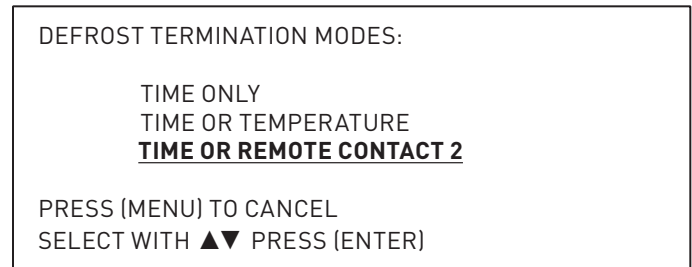 DEFROST TERMINATION MODES:
TIME ONLY
TIME OR TEMPERATURE
TIME OR REMOTE CONTACT 2
PRESS (MENU) TO CANCEL
SELECT WITH ▲▼ PRESS (ENTER)